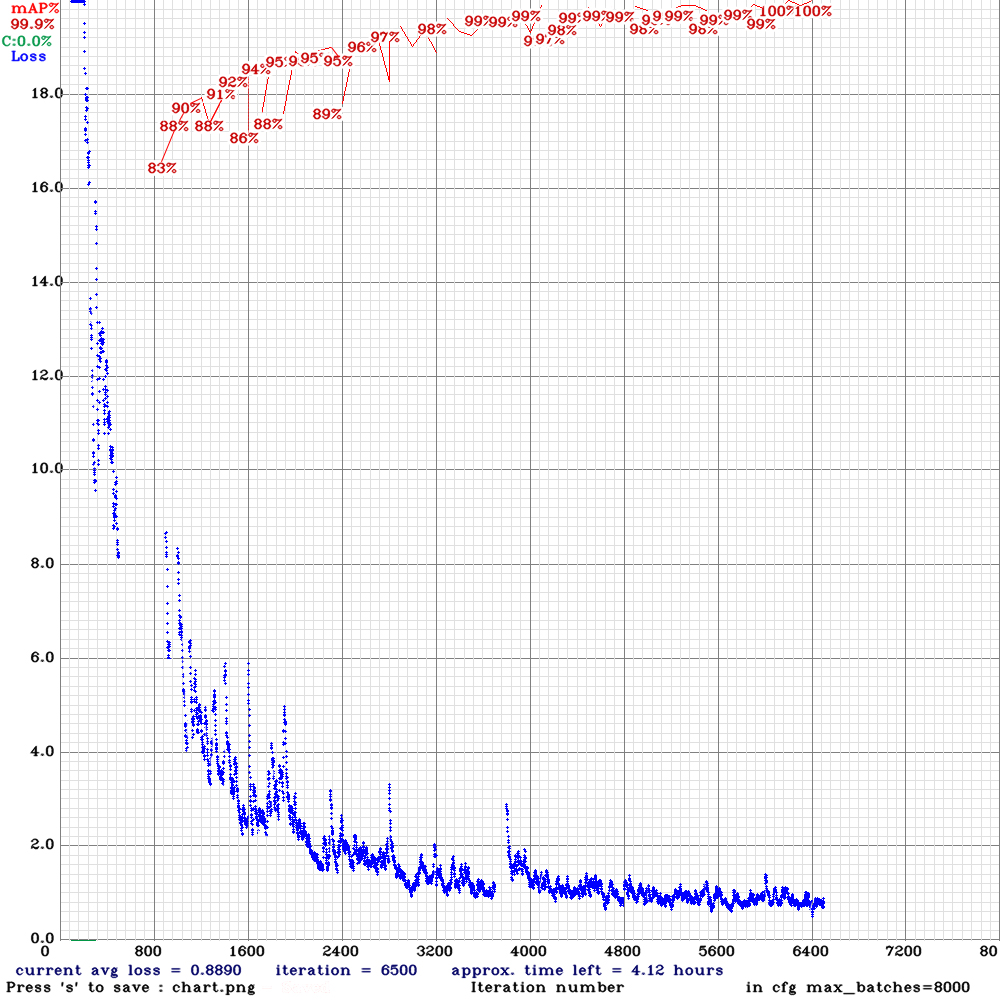 mAP%
99.9%
C:0.0%
Loss
100% 100%
99% 99% 99% 99% 99% 99% 99% 99% 99% 99%
98% 98% 98% 98%
97%
97%
96%
95% 95% 95%
94%
92%
91%
90%
89%
88% 88% 88%
86%
83%
18.0
16.0
14.0
12.0
10.0
8.0
6.0
4.0
2.0
0.0
0 800 1600 2400 3200 4000 4800 5600 6400 7200 80
current avg loss = 0.8890 iteration = 6500 approx. time left = 4.12 hours
Press 's' to save : chart.png Iteration number in cfg max_batches=8000